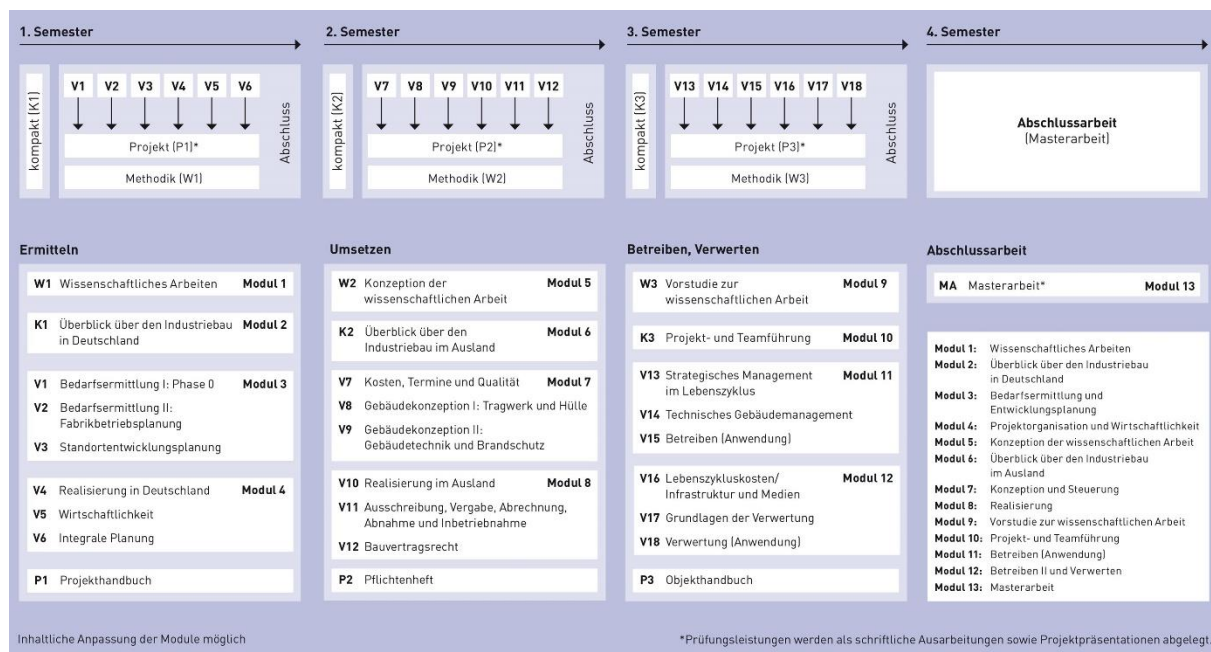 1. Semester
kompakt (K1)
V1 V2 V3 V4 V5 V6
Projekt (P1)*
Methodik (W1)
Abschluss
2. Semester
kompakt (K2)
V7 V8 V9 V10 V11 V12
Projekt (P2)*
Methodik (W2)
Abschluss
3. Semester
kompakt (K3)
V13 V14 V15 V16 V17 V18
Projekt (P3)*
Methodik (W3)
Abschluss
4. Semester
Abschlussarbeit
(Masterarbeit)
Ermitteln
W1 Wissenschaftliches Arbeiten Modul 1
K1 Überblick über den Industriebau Modul 2
in Deutschland
V1 Bedarfsermittlung I: Phase 0 Modul 3
V2 Bedarfsermittlung II:
Fabrikbetriebsplanung
V3 Standortentwicklungsplanung
V4 Realisierung in Deutschland Modul 4
V5 Wirtschaftlichkeit
V6 Integrale Planung
P1 Projekthandbuch
Umsetzen
W2 Konzeption der Modul 5
wissenschaftlichen Arbeit
K2 Überblick über den Modul 6
Industriebau im Ausland
V7 Kosten, Termine und Qualität Modul 7
V8 Gebäudekonzeption I: Tragwerk und Hülle
V9 Gebäudekonzeption II:
Gebäudetechnik und Brandschutz
V10 Realisierung im Ausland Modul 8
V11 Ausschreibung, Vergabe, Abrechnung,
Abnahme und Inbetriebnahme
V12 Bauvertragsrecht
P2 Pflichtenheft
Betreiben, Verwerten
W3 Vorstudie zur Modul 9
wissenschaftlichen Arbeit
K3 Projekt- und Teamführung Modul 10
V13 Strategisches Management Modul 11
im Lebenszyklus
V14 Technisches Gebäudemanagement
V15 Betreiben (Anwendung)
V16 Lebenszykluskosten/ Modul 12
Infrastruktur und Medien
V17 Grundlagen der Verwertung
V18 Verwertung (Anwendung)
P3 Objekthandbuch
Abschlussarbeit
MA Masterarbeit* Modul 13
Modul 1: Wissenschaftliches Arbeiten
Modul 2: Überblick über den Industriebau
in Deutschland
Modul 3: Bedarfsermittlung und
Entwicklungsplanung
Modul 4: Projektorganisation und Wirtschaftlichkeit
Modul 5: Konzeption der wissenschaftlichen Arbeit
Modul 6: Überblick über den Industriebau
im Ausland
Modul 7: Konzeption und Steuerung
Modul 8: Realisierung
Modul 9: Vorstudie zur wissenschaftlichen Arbeit
Modul 10: Projekt- und Teamführung
Modul 11: Betreiben (Anwendung)
Modul 12: Betreiben II und Verwerten
Modul 13: Masterarbeit
Inhaltliche Anpassung der Module möglich
*Prüfungsleistungen werden als schriftliche Ausarbeitungen sowie Projektpräsentationen abgelegt.